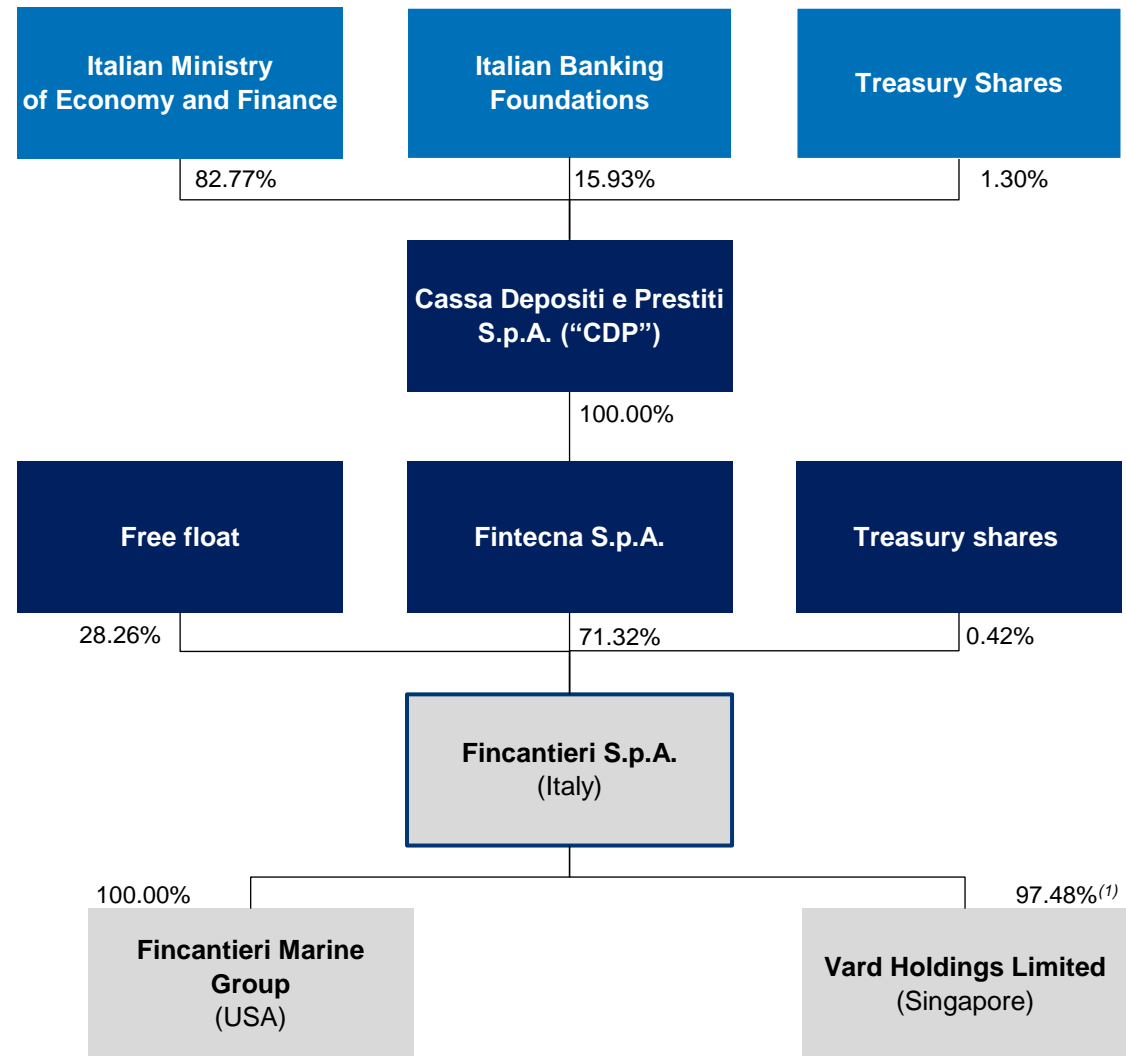 Italian Ministry
of Economy and Finance
Italian Banking
Foundations
Treasury Shares
82.77%
15.93%
1.30%
Cassa Depositi e Prestiti
S.p.A. (“CDP”)
100.00%
Free float
Fintecna S.p.A.
Treasury shares
28.26%
71.32%
0.42%
Fincantieri S.p.A.
(Italy)
100.00%
97.48%(1)
Fincantieri Marine
Group
(USA)
Vard Holdings Limited
(Singapore)